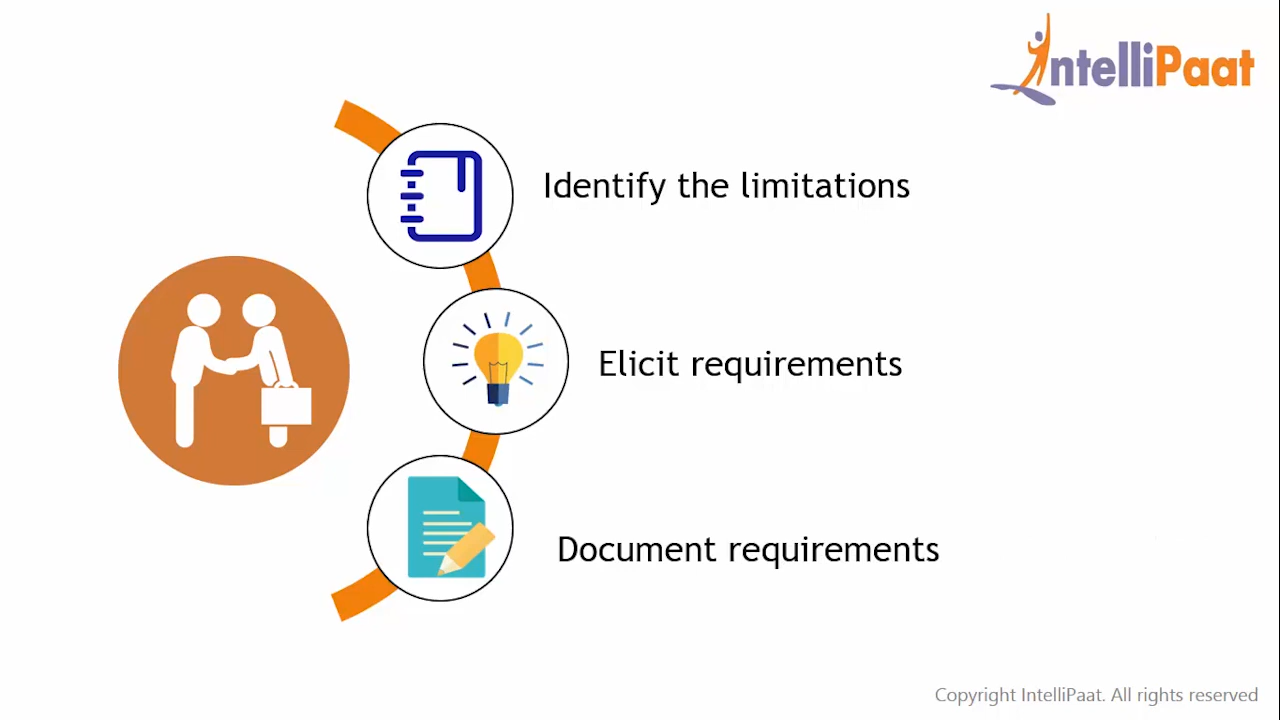 IntelliPaat
Identify the limitations
Elicit requirements
Document requirements
Copyright IntelliPaat. All rights reserved